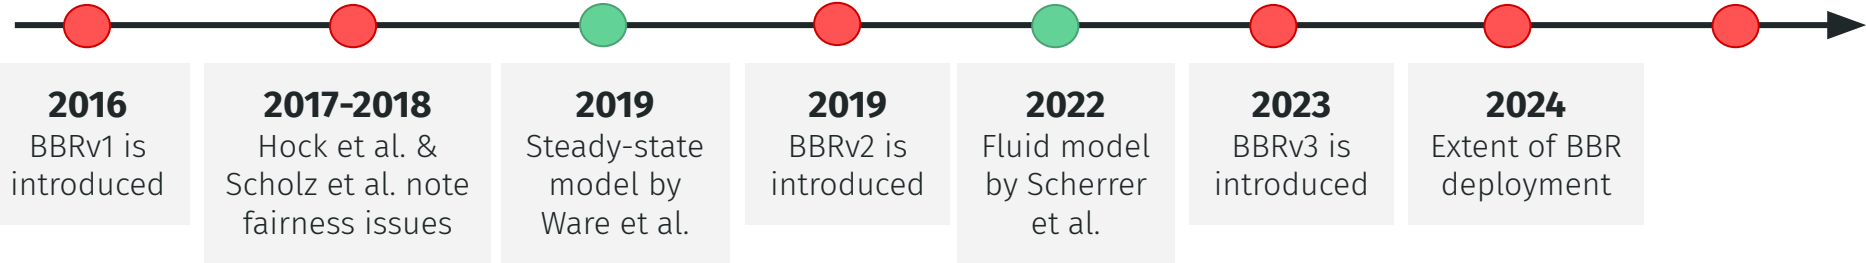 2016
BBRv1 is
introduced
2017-2018
Hock et al. &
Scholz et al. note
fairness issues
2019
Steady-state
model by
Ware et al.
2019
BBRv2 is
introduced
2022
Fluid model
by Scherrer
et al.
2023
BBRv3 is
introduced
2024
Extent of BBR
deployment